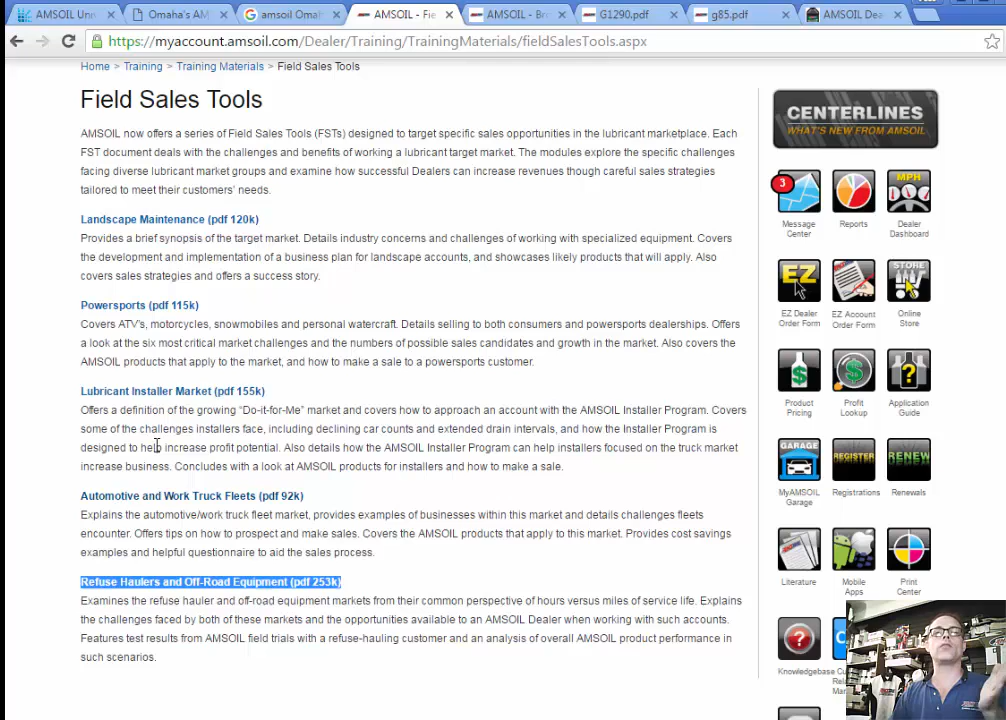 AMSOIL Uni
Omaha's AM
amsoil Omah
AMSOIL - Fie
AMSOIL - Br
G1290.pdf
g85.pdf
AMSOIL Dea
https://myaccount.amsoil.com/Dealer/Training/TrainingMaterials/fieldSalesTools.aspx
Home > Training > Training Materials > Field Sales Tools
Field Sales Tools
AMSOIL now offers a series of Field Sales Tools (FSTs) designed to target specific sales opportunities in the lubricant marketplace. Each
FST document deals with the challenges and benefits of working a lubricant target market. The modules explore the specific challenges
facing diverse lubricant market groups and examine how successful Dealers can increase revenues though careful sales strategies
tailored to meet their customers' needs.
Landscape Maintenance (pdf 120k)
Provides a brief synopsis of the target market. Details industry concerns and challenges of working with specialized equipment. Covers
the development and implementation of a business plan for landscape accounts, and showcases likely products that will apply. Also
covers sales strategies and offers a success story.
Powersports (pdf 115k)
Covers ATV's, motorcycles, snowmobiles and personal watercraft. Details selling to both consumers and powersports dealerships. Offers
a look at the six most critical market challenges and the numbers of possible sales candidates and growth in the market. Also covers the
AMSOIL products that apply to the market, and how to make a sale to a powersports customer.
Lubricant Installer Market (pdf 155k)
Offers a definition of the growing "Do-it-for-Me" market and covers how to approach an account with the AMSOIL Installer Program. Covers
some of the challenges installers face, including declining car counts and extended drain intervals, and how the Installer Program is
designed to help increase profit potential. Also details how the AMSOIL Installer Program can help installers focused on the truck market
increase business. Concludes with a look at AMSOIL products for installers and how to make a sale.
Automotive and Work Truck Fleets (pdf 92k)
Explains the automotive/work truck fleet market, provides examples of businesses within this market and details challenges fleets
encounter. Offers tips on how to prospect and make sales. Covers the AMSOIL products that apply to this market. Provides cost savings
examples and helpful questionnaire to aid the sales process.
Refuse Haulers and Off-Road Equipment (pdf 253k)
Examines the refuse hauler and off-road equipment markets from their common perspective of hours versus miles of service life. Explains
the challenges faced by both of these markets and the opportunities available to an AMSOIL Dealer when working with such accounts.
Features test results from AMSOIL field trials with a refuse-hauling customer and an analysis of overall AMSOIL product performance in
such scenarios.
CENTERLINES
WHAT'S NEW FROM AMSOIL
3
MPH
Message
Center
Reports
Dealer
Dashboard
EZ
STORE
EZ Dealer
Order Form
EZ Account
Order Form
Online
Store
Product
Pricing
Profit
Lookup
Application
Guide
GARAGE
REGISTER
RENEW
MyAMSOIL
Garage
Registrations
Renewals
Literature
Mobile
Apps
Print
Center
Knowledgebase